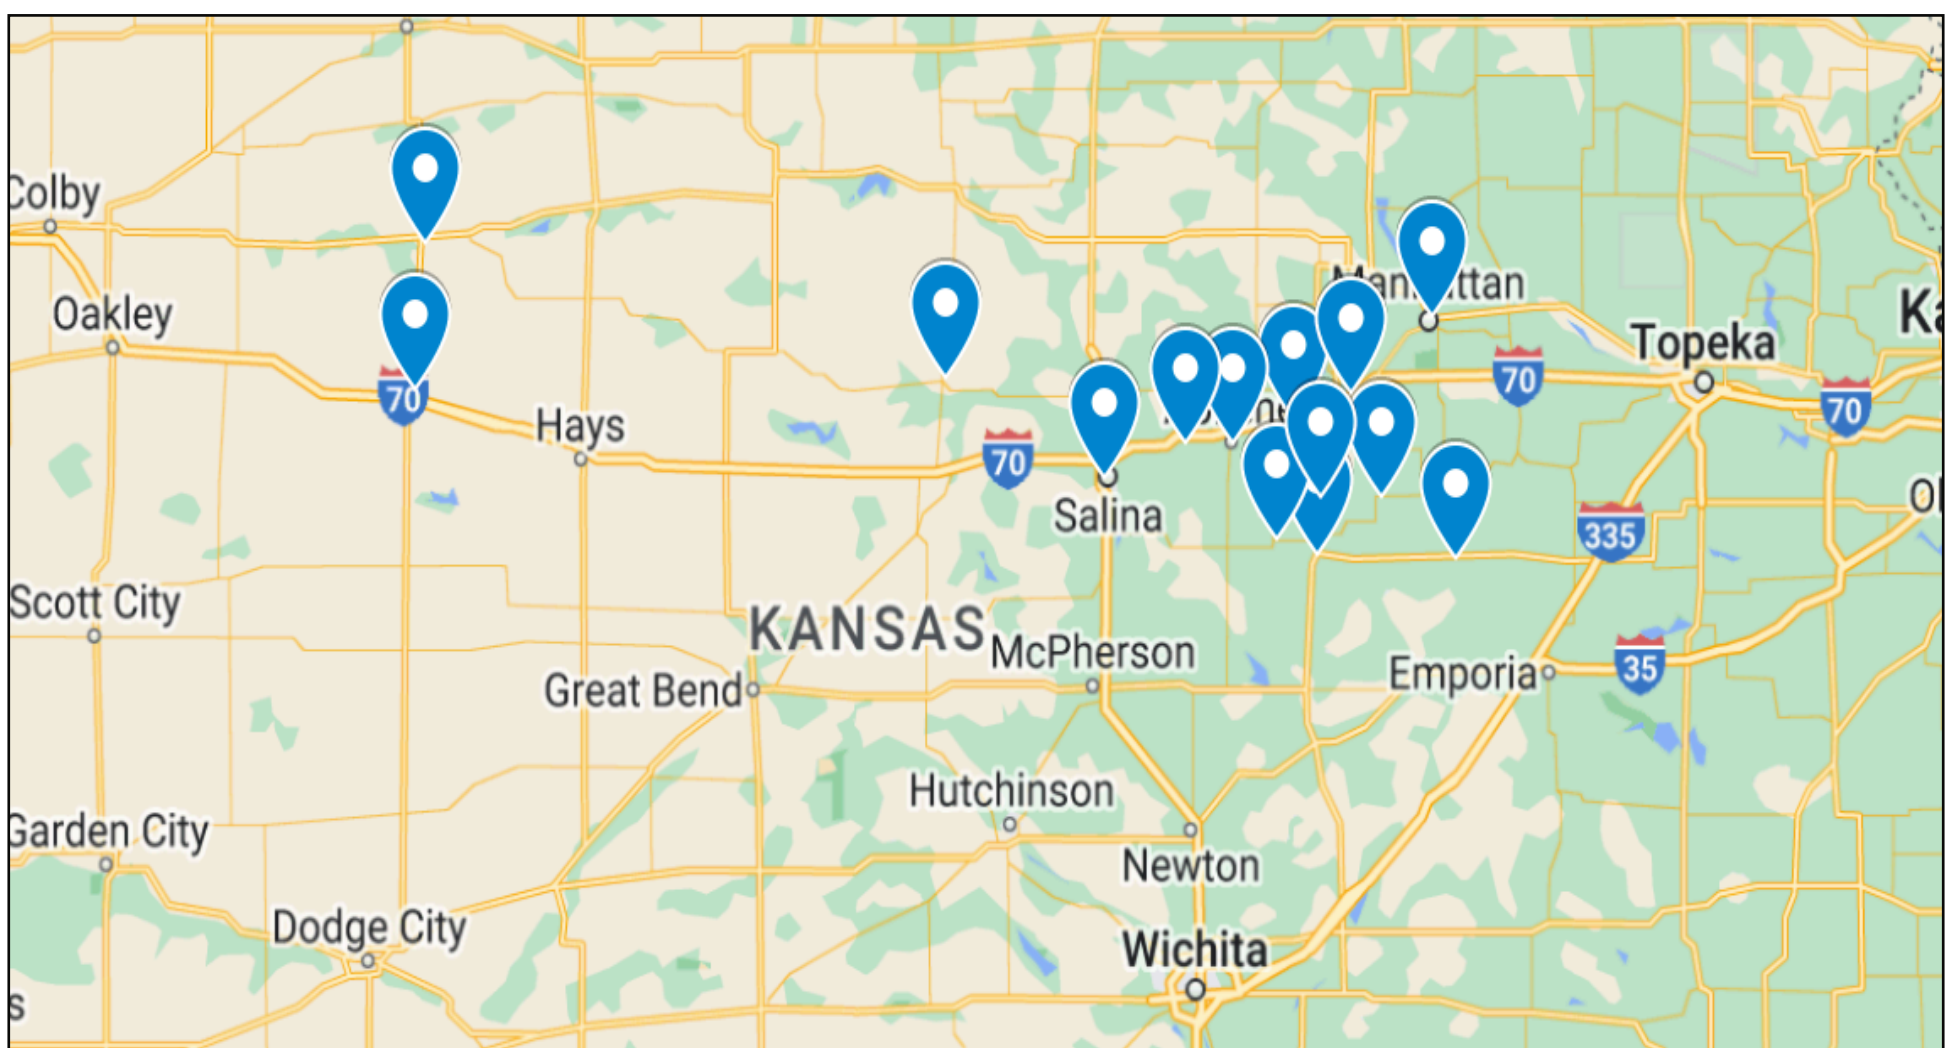 Colby
Manhattan
Oakley
Topeka
70
70
70
Hays
70
Salina
335
Scott City
KANSAS
McPherson
Great Bend
Emporia
35
Hutchinson
Garden City
Newton
Dodge City
Wichita
s